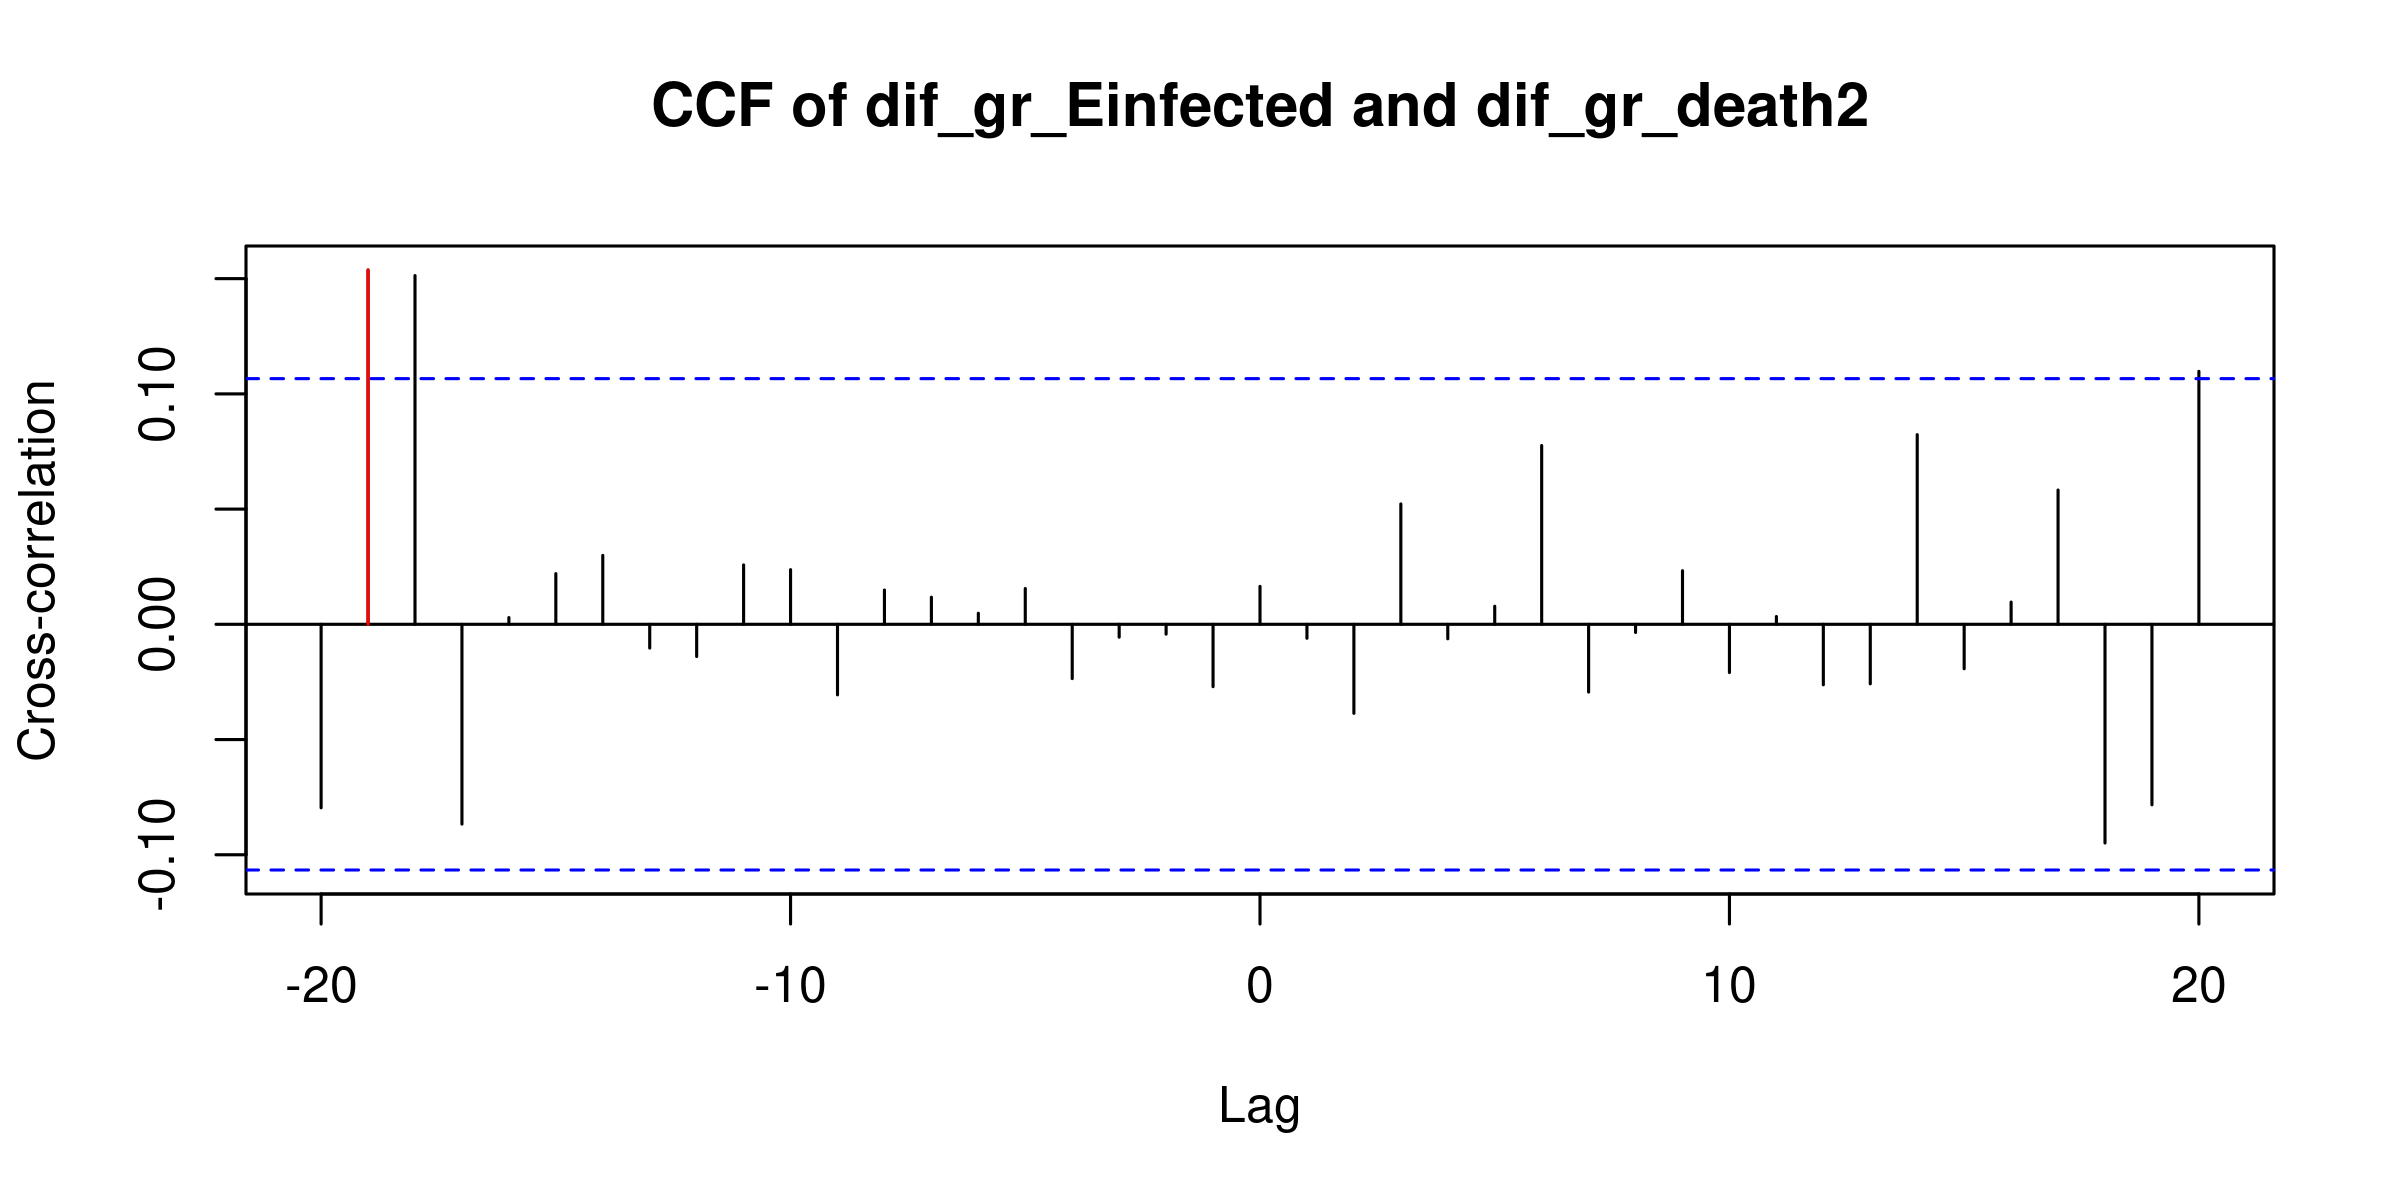 CCF of dif_gr_Einfected and dif_gr_death2
Cross-correlation
0.10
0.00
-0.10
-20 -10 0 10 20
Lag